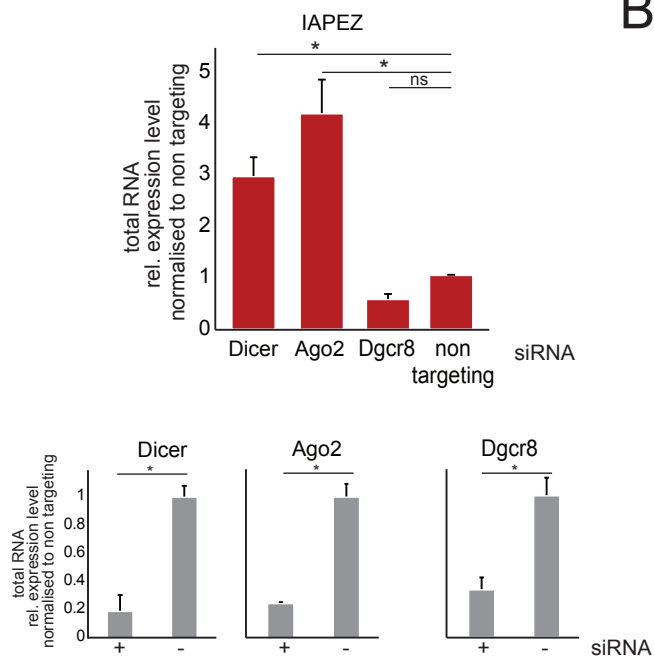 B
IAPEZ
*
*
ns
total RNA
rel. expression level
normalised to non targeting
5
4
3
2
1
0
Dicer Ago2 Dgcr8 non
targeting
siRNA
Dicer Ago2 Dgcr8
* * *
total RNA
rel. expression level
normalised to non targeting
1
0.8
0.6
0.4
0.2
0
+ - + - + - siRNA